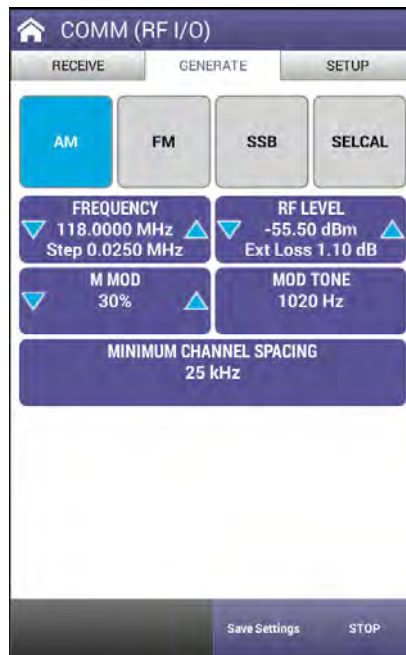 COMM (RF I/O)
RECEIVE GENERATE SETUP
AM FM SSB SELCAL
FREQUENCY
118.0000 MHz
Step 0.0250 MHz
RF LEVEL
-55.50 dBm
Ext Loss 1.10 dB
M MOD
30%
MOD TONE
1020 Hz
MINIMUM CHANNEL SPACING
25 kHz
Save Settings STOP